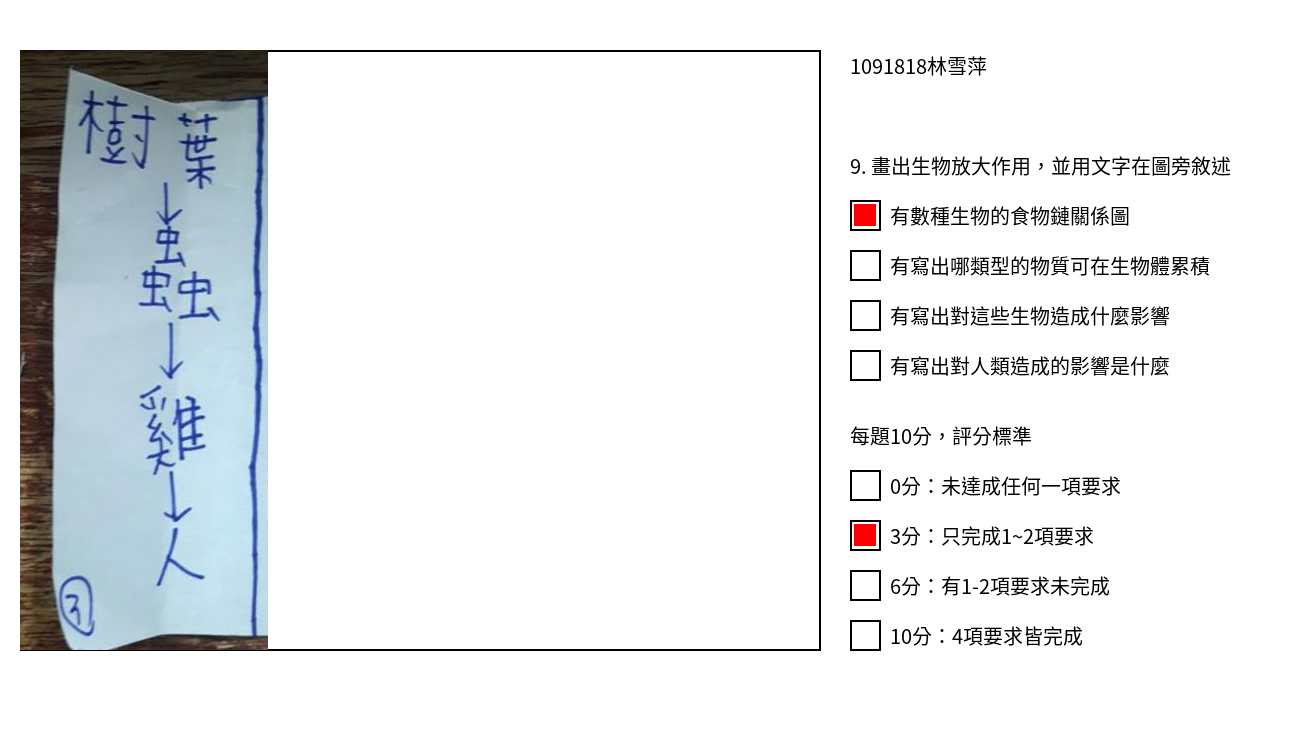 樹葉
↓
蟲
↓
雞
↓
人
3
1091818林雪萍
9. 畫出生物放大作用，並用文字在圖旁敘述
有數種生物的食物鏈關係圖
有寫出哪類型的物質可在生物體累積
有寫出對這些生物造成什麼影響
有寫出對人類造成的影響是什麼
每題10分，評分標準
0分：未達成任何一項要求
3分：只完成1~2項要求
6分：有1-2項要求未完成
10分：4項要求皆完成